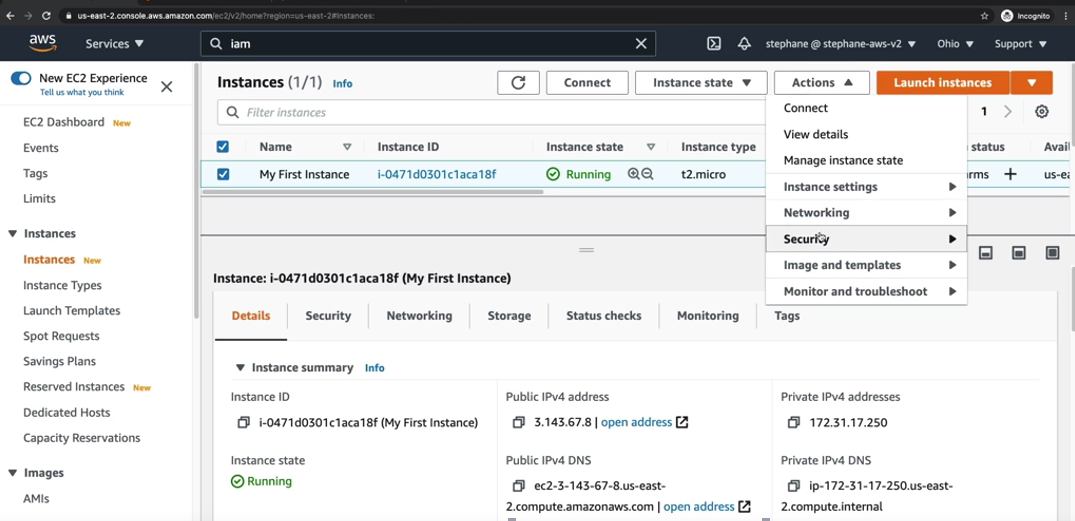 us-east-2.console.aws.amazon.com/ec2/v2/home?region=us-east-2#Instances:
Incognito
aws
Services
iam
stephane @ stephane-aws-v2
Ohio
Support
New EC2 Experience
Tell us what you think
EC2 Dashboard New
Events
Tags
Limits
Instances
Instances New
Instance Types
Launch Templates
Spot Requests
Savings Plans
Reserved Instances New
Dedicated Hosts
Capacity Reservations
Images
AMIs
Instances (1/1) Info
Connect
Instance state
Actions
Launch instances
Filter instances
1
Name
Instance ID
Instance state
Instance type
status
Avai
My First Instance
i-0471d0301c1aca18f
Running
t2.micro
rms
us-ea
Connect
View details
Manage instance state
Instance settings
Networking
Security
Image and templates
Monitor and troubleshoot
Instance: i-0471d0301c1aca18f (My First Instance)
Details
Security
Networking
Storage
Status checks
Monitoring
Tags
Instance summary Info
Instance ID
i-0471d0301c1aca18f (My First Instance)
Public IPv4 address
3.143.67.8 | open address
Private IPv4 addresses
172.31.17.250
Instance state
Running
Public IPv4 DNS
ec2-3-143-67-8.us-east-
2.compute.amazonaws.com | open address
Private IPv4 DNS
ip-172-31-17-250.us-east-
2.compute.internal